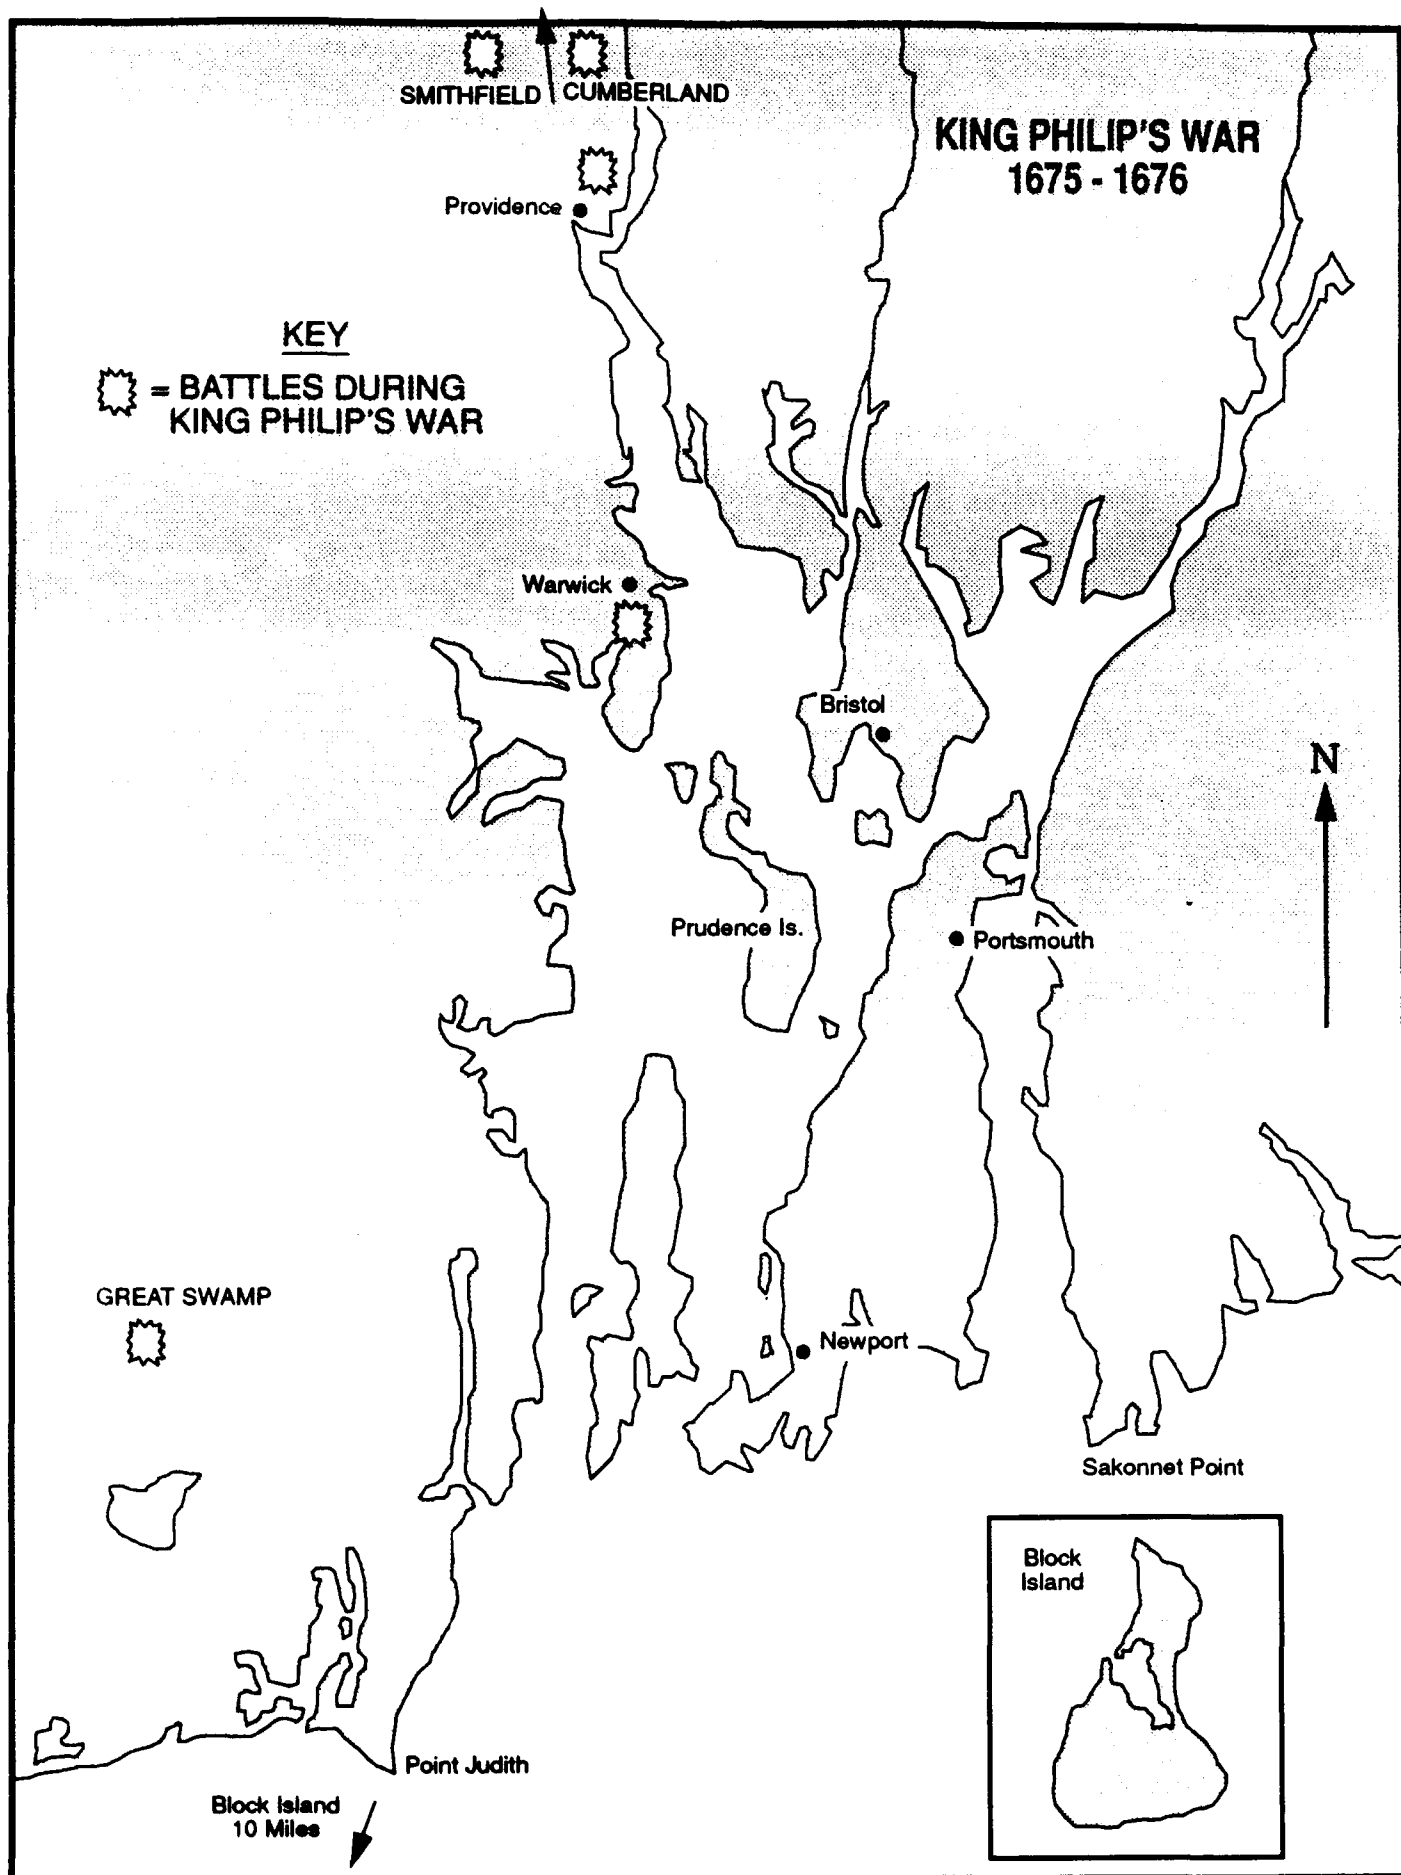 SMITHFIELD
CUMBERLAND
KING PHILIP'S WAR
1675 - 1676
Providence
KEY
= BATTLES DURING
KING PHILIP'S WAR
Warwick
Bristol
N
Prudence Is.
Portsmouth
GREAT SWAMP
Newport
Sakonnet Point
Block
Island
Point Judith
Block Island
10 Miles